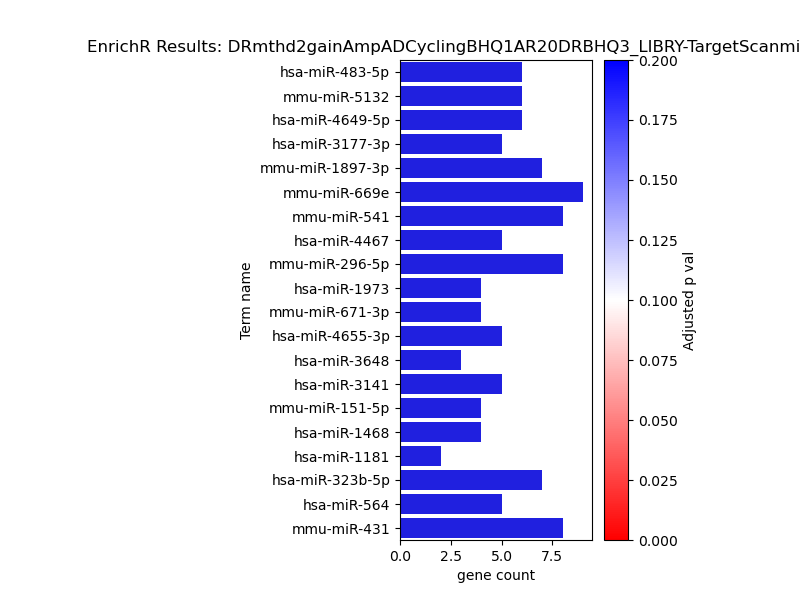 EnrichR Results: DRmthd2gainAmpADCyclingBHQ1AR20DRBHQ3_LIBRY-TargetScanmi
hsa-miR-483-5p
mmu-miR-5132
hsa-miR-4649-5p
hsa-miR-3177-3p
mmu-miR-1897-3p
mmu-miR-669e
mmu-miR-541
hsa-miR-4467
mmu-miR-296-5p
hsa-miR-1973
mmu-miR-671-3p
hsa-miR-4655-3p
hsa-miR-3648
hsa-miR-3141
mmu-miR-151-5p
hsa-miR-1468
hsa-miR-1181
hsa-miR-323b-5p
hsa-miR-564
mmu-miR-431
Term name
0.0 2.5 5.0 7.5
gene count
0.200
0.175
0.150
0.125
0.100
0.075
0.050
0.025
0.000
Adjusted p val